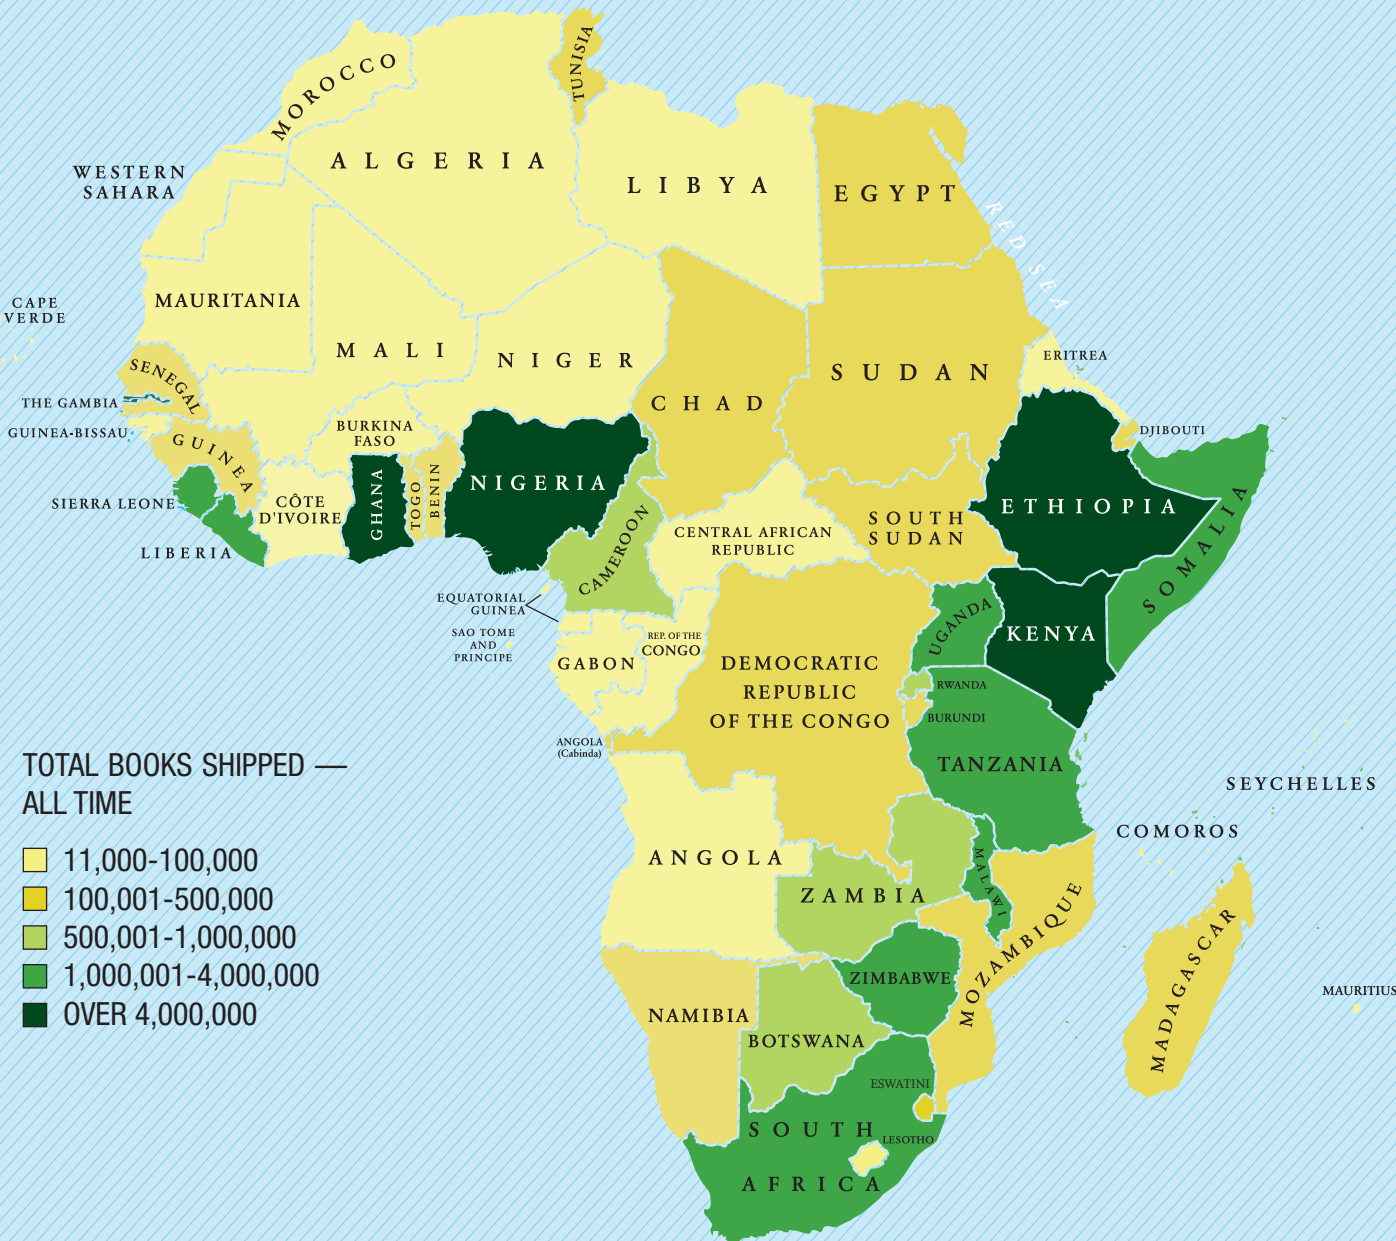 TUNISIA
MOROCCO
ALGERIA
LIBYA
EGYPT
WESTERN
SAHARA
RED SEA
CAPE
VERDE
MAURITANIA
MALI
NIGER
CHAD
SUDAN
ERITREA
SENEGAL
THE GAMBIA
GUINEA-BISSAU
GUINEA
BURKINA
FASO
DJIBOUTI
SIERRA LEONE
CÔTE
D'IVOIRE
GHANA
TOGO
BENIN
NIGERIA
ETHIOPIA
SOMALIA
LIBERIA
CAMEROON
CENTRAL AFRICAN
REPUBLIC
SOUTH
SUDAN
EQUATORIAL
GUINEA
SAO TOME
AND
PRINCIPE
GABON
REP. OF THE
CONGO
UGANDA
KENYA
DEMOCRATIC
REPUBLIC
OF THE CONGO
RWANDA
BURUNDI
ANGOLA
(Cabinda)
TANZANIA
SEYCHELLES
COMOROS
TOTAL BOOKS SHIPPED —
ALL TIME
11,000-100,000
100,001-500,000
500,001-1,000,000
1,000,001-4,000,000
OVER 4,000,000
ANGOLA
ZAMBIA
MALAWI
MOZAMBIQUE
MADAGASCAR
MAURITIUS
ZIMBABWE
NAMIBIA
BOTSWANA
ESWATINI
SOUTH
LESOTHO
AFRICA